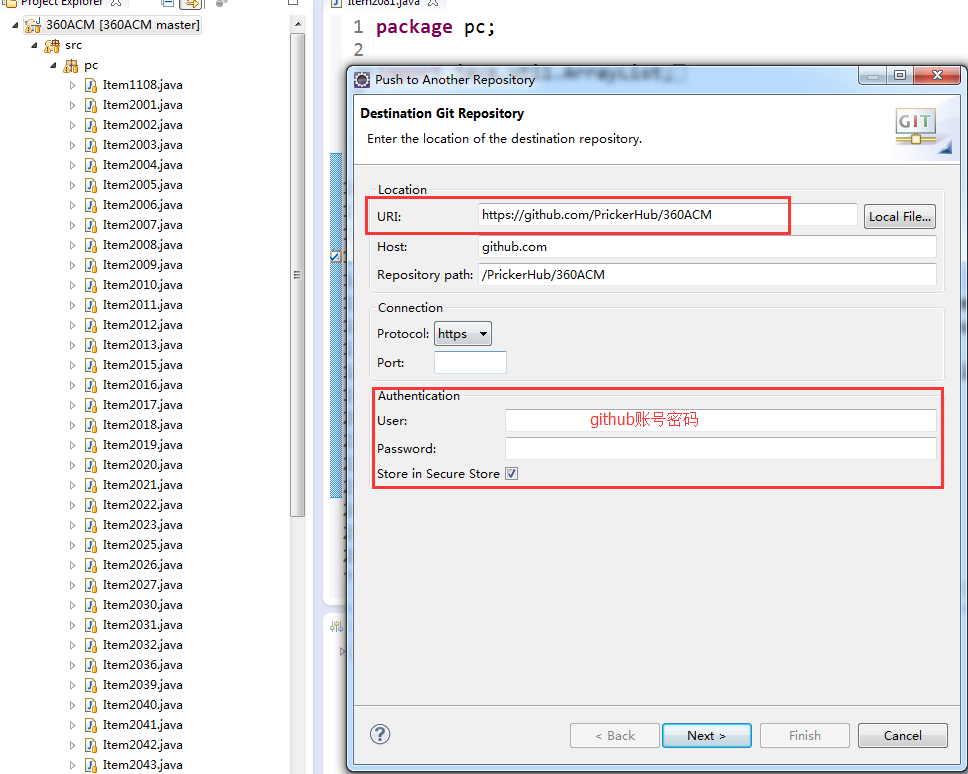 Project Explorer
360ACM [360ACM master]
src
pc
Item1108.java
Item2001.java
Item2002.java
Item2003.java
Item2004.java
Item2005.java
Item2006.java
Item2007.java
Item2008.java
Item2009.java
Item2010.java
Item2011.java
Item2012.java
Item2013.java
Item2015.java
Item2016.java
Item2017.java
Item2018.java
Item2019.java
Item2020.java
Item2021.java
Item2022.java
Item2023.java
Item2025.java
Item2026.java
Item2027.java
Item2030.java
Item2031.java
Item2032.java
Item2036.java
Item2039.java
Item2040.java
Item2041.java
Item2042.java
Item2043.java
Item2081.java
1 package pc;
2
Push to Another Repository
Destination Git Repository
Enter the location of the destination repository.
GIT
Location
URI: https://github.com/PrickerHub/360ACM Local File...
Host: github.com
Repository path: /PrickerHub/360ACM
Connection
Protocol: https
Port:
Authentication
User: github账号密码
Password:
Store in Secure Store
< Back Next > Finish Cancel